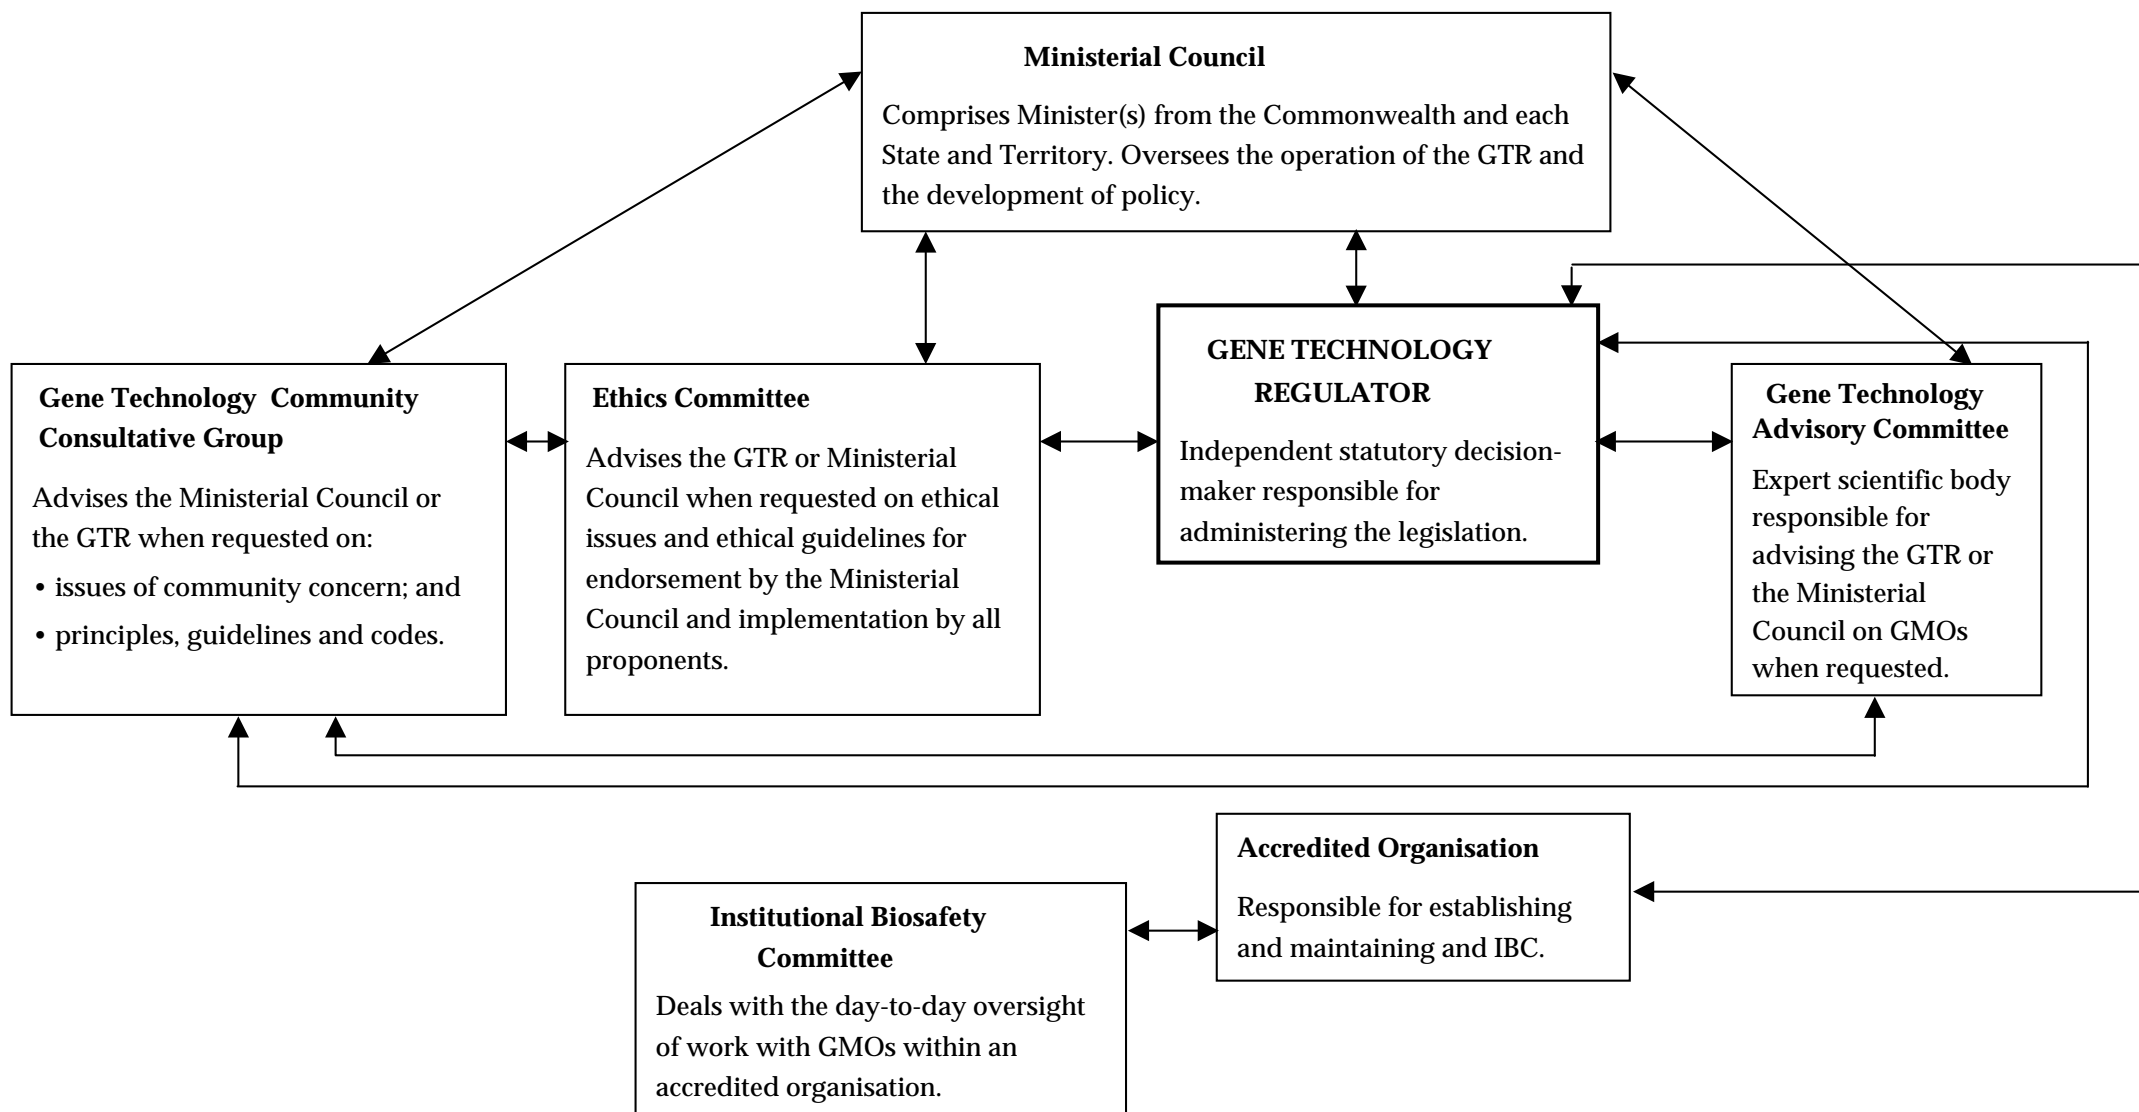 Ministerial Council
Comprises Minister(s) from the Commonwealth and each
State and Territory. Oversees the operation of the GTR and
the development of policy.
Gene Technology Community
Consultative Group
Advises the Ministerial Council or
the GTR when requested on:
• issues of community concern; and
• principles, guidelines and codes.
Ethics Committee
Advises the GTR or Ministerial
Council when requested on ethical
issues and ethical guidelines for
endorsement by the Ministerial
Council and implementation by all
proponents.
GENE TECHNOLOGY
REGULATOR
Independent statutory decision-
maker responsible for
administering the legislation.
Gene Technology
Advisory Committee
Expert scientific body
responsible for
advising the GTR or
the Ministerial
Council on GMOs
when requested.
Accredited Organisation
Responsible for establishing
and maintaining and IBC.
Institutional Biosafety
Committee
Deals with the day-to-day oversight
of work with GMOs within an
accredited organisation.